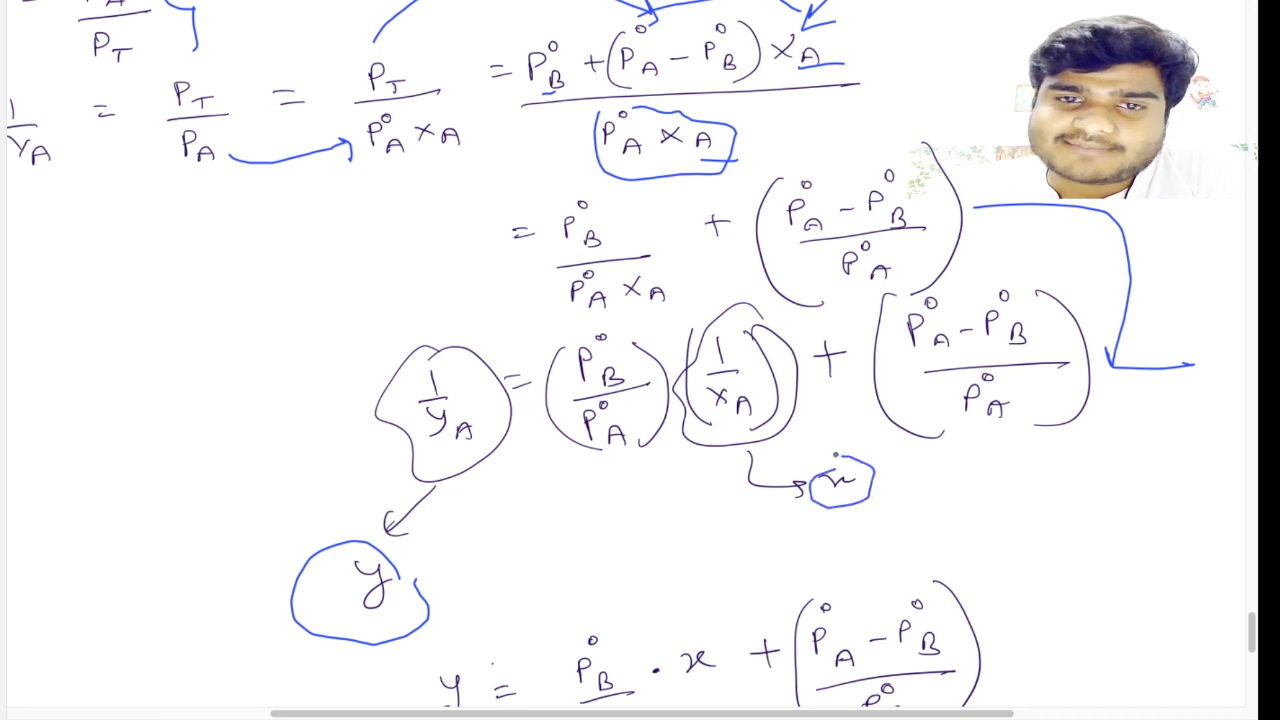 P_T
1/Y_A = P_T/P_A = P_T/(P°_A X_A) = (P°_B + (P°_A - P°_B) X_A)/(P°_A X_A)
= P°_B/(P°_A X_A) + ((P°_A - P°_B)/P°_A)
1/y_A = (P°_B/P°_A) (1/x_A) + ((P°_A - P°_B)/P°_A)
x
y
y = P°_B . x + (P°_A - P°_B)